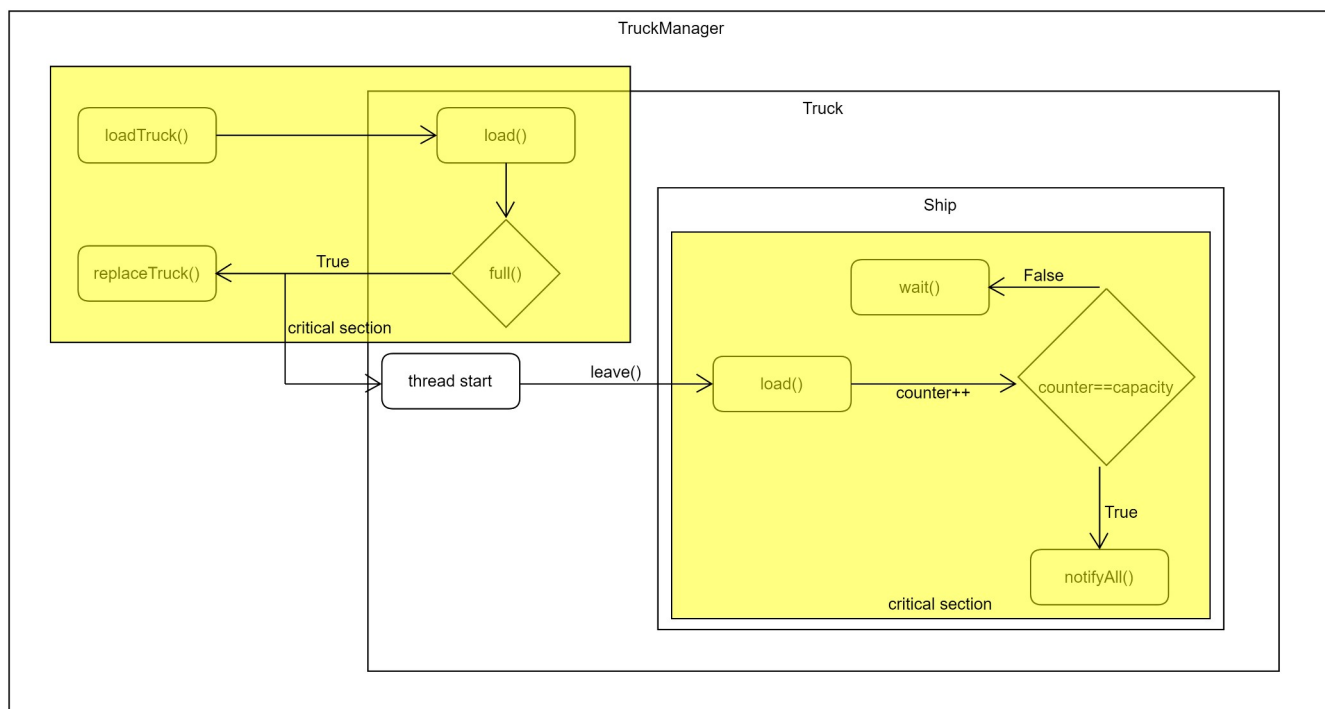 TruckManager
Truck
loadTruck()
load()
Ship
replaceTruck()
True
full()
wait()
False
critical section
thread start
leave()
load()
counter++
counter==capacity
True
notifyAll()
critical section